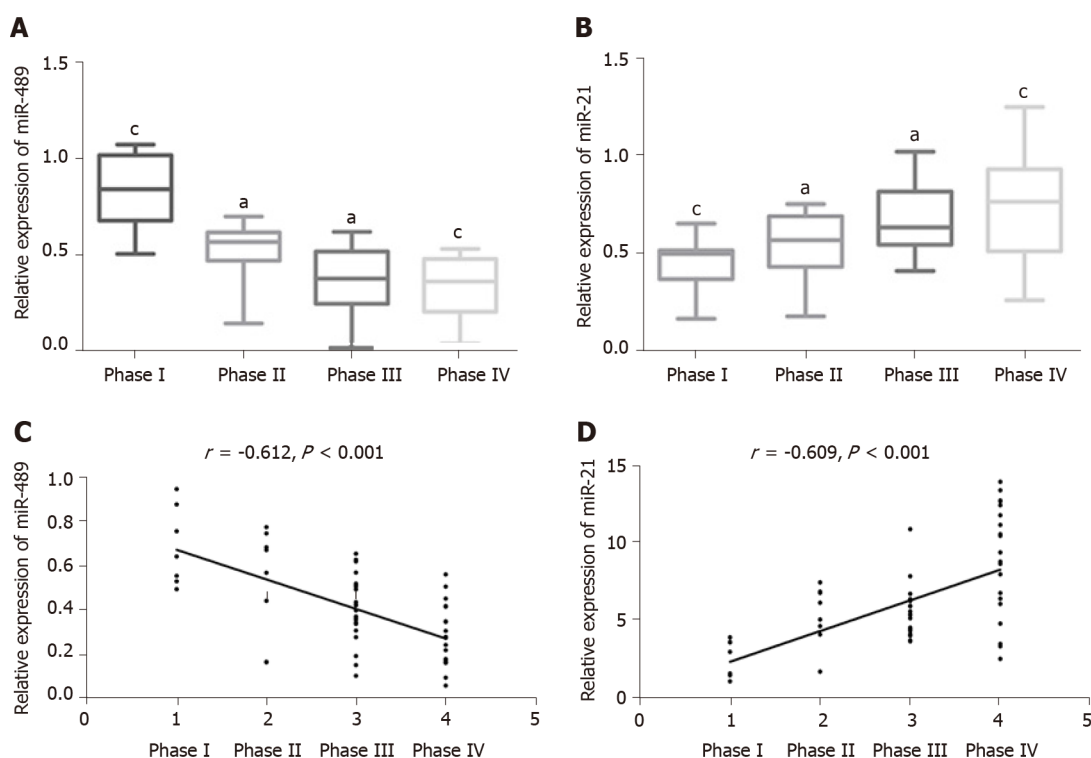 A
Relative expression of miR-489
1.5
1.0
0.5
0.0
c
a
a
c
Phase I Phase II Phase III Phase IV
B
Relative expression of miR-21
1.5
1.0
0.5
0.0
c
a
a
c
Phase I Phase II Phase III Phase IV
C
r = -0.612, P < 0.001
Relative expression of miR-489
1.0
0.8
0.6
0.4
0.2
0.0
0 1 2 3 4 5
Phase I Phase II Phase III Phase IV
D
r = -0.609, P < 0.001
Relative expression of miR-21
15
10
5
0
0 1 2 3 4 5
Phase I Phase II Phase III Phase IV